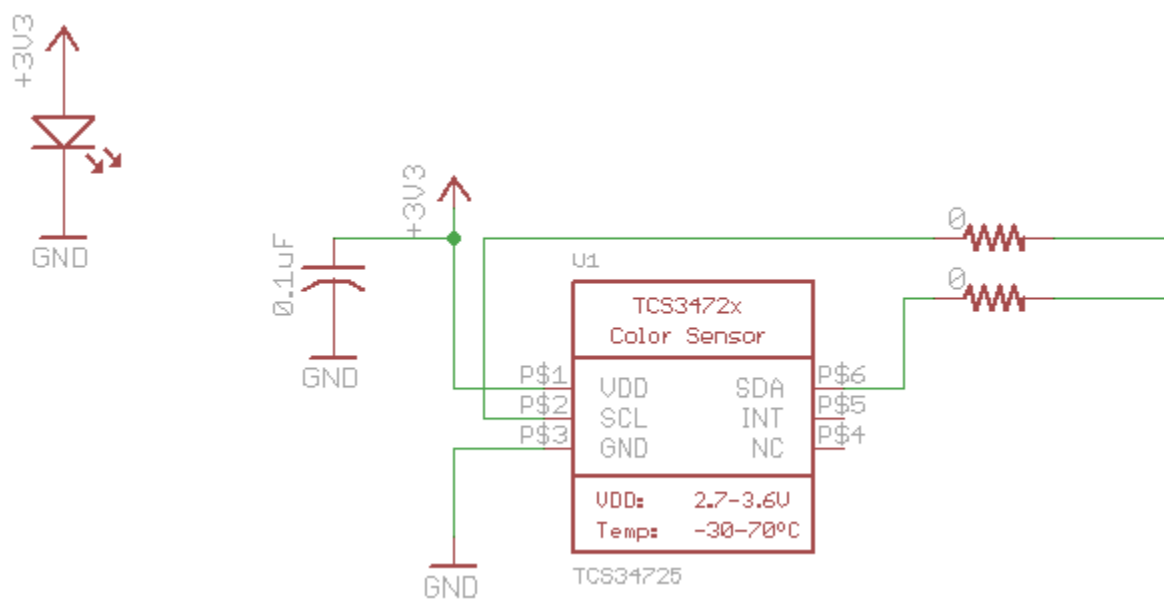 +3V3
GND
+3V3
0.1uF
GND
0
0
U1
TCS3472x
Color Sensor
P$1
VDD
SDA
P$6
P$2
SCL
INT
P$5
P$3
GND
NC
P$4
VDD: 2.7-3.6V
Temp: -30-70ºC
GND
TCS34725